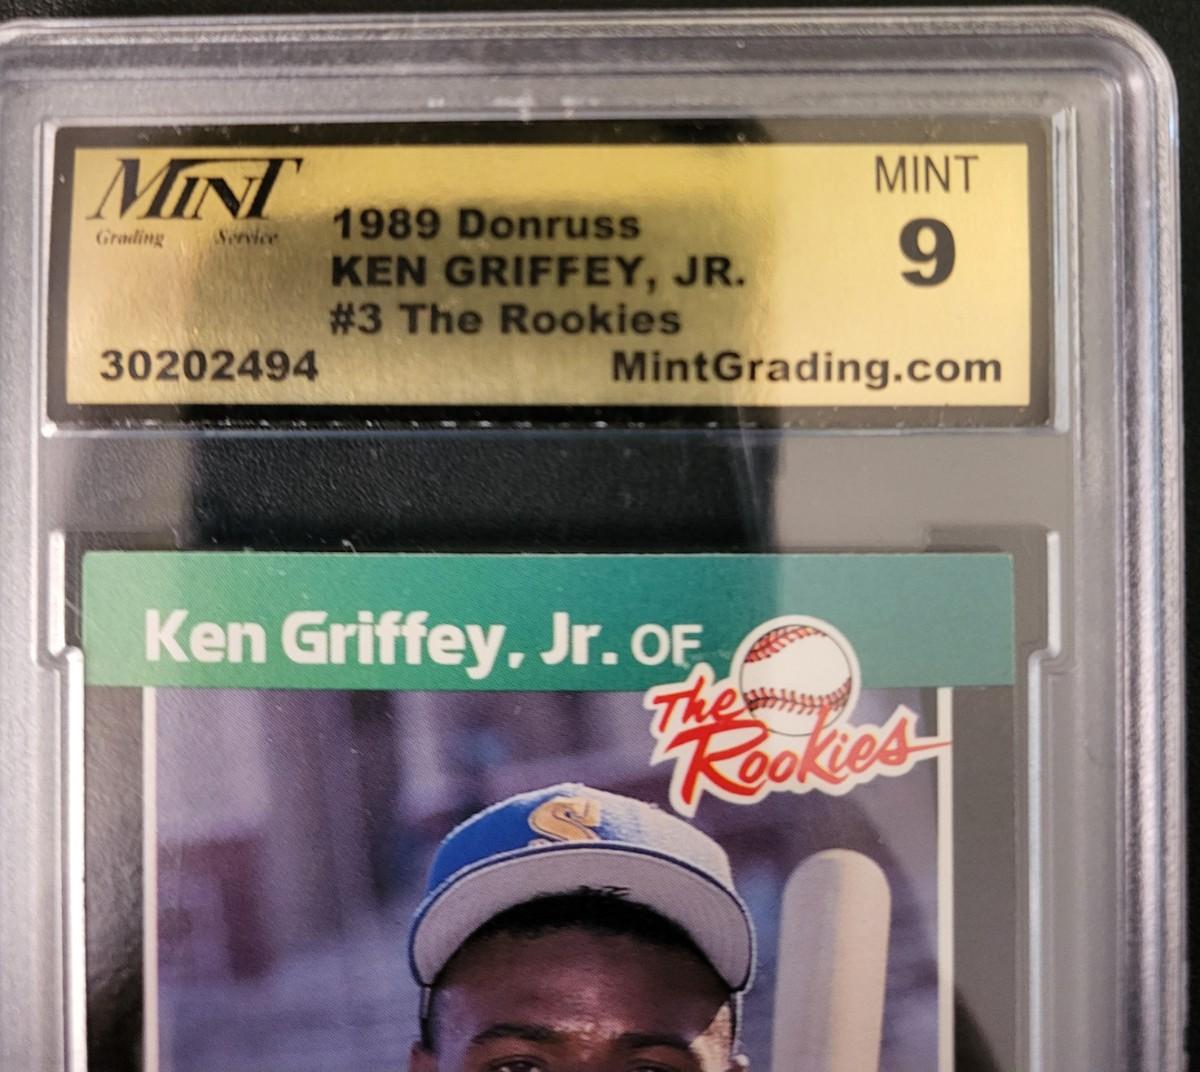 MINT
Grading Service
1989 Donruss
KEN GRIFFEY, JR.
#3 The Rookies
30202494
MINT
9
MintGrading.com
Ken Griffey, Jr. OF
The
Rookies
S